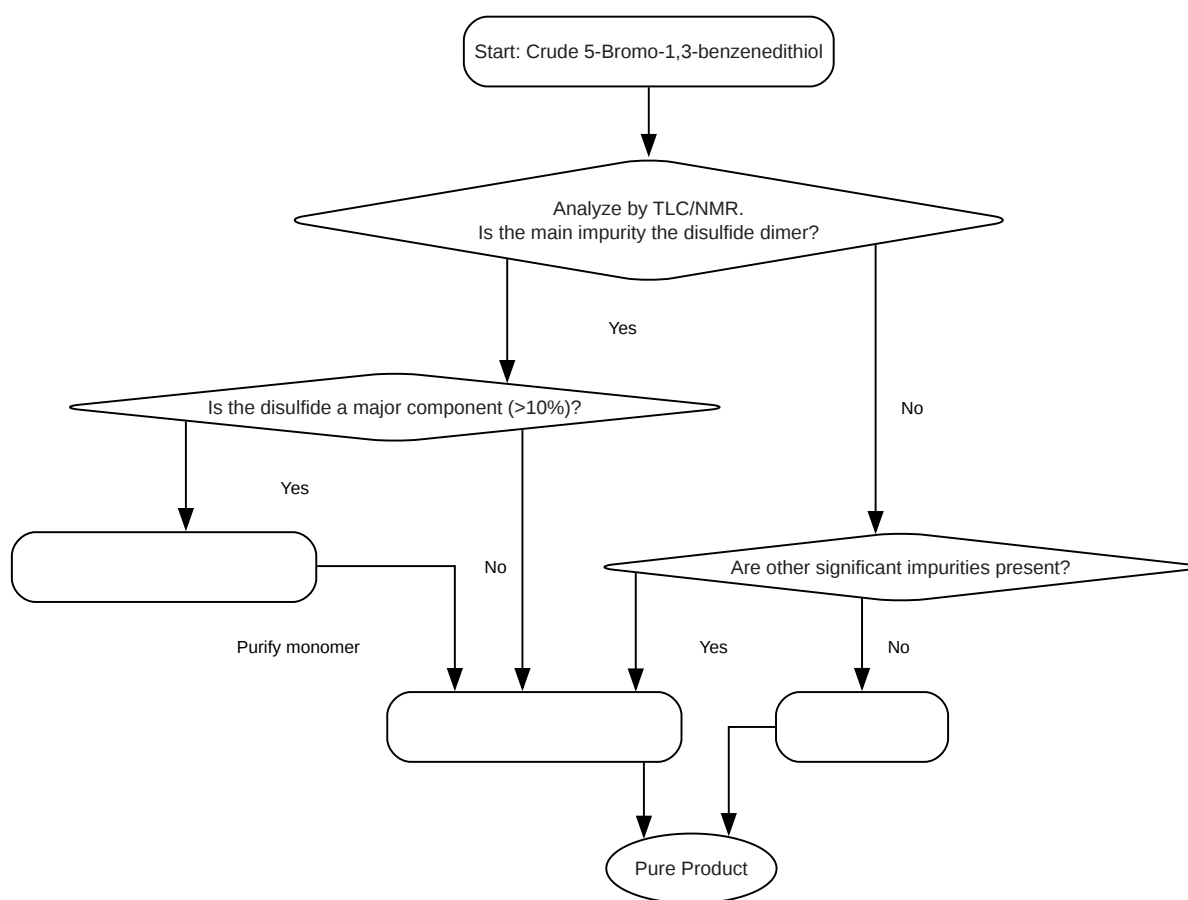 Start: Crude 5-Bromo-1,3-benzenedithiol
Analyze by TLC/NMR.
Is the main impurity the disulfide dimer?
Yes
Is the disulfide a major component (>10%)?
No
Yes
No
Are other significant impurities present?
Purify monomer
Yes
No
Pure Product